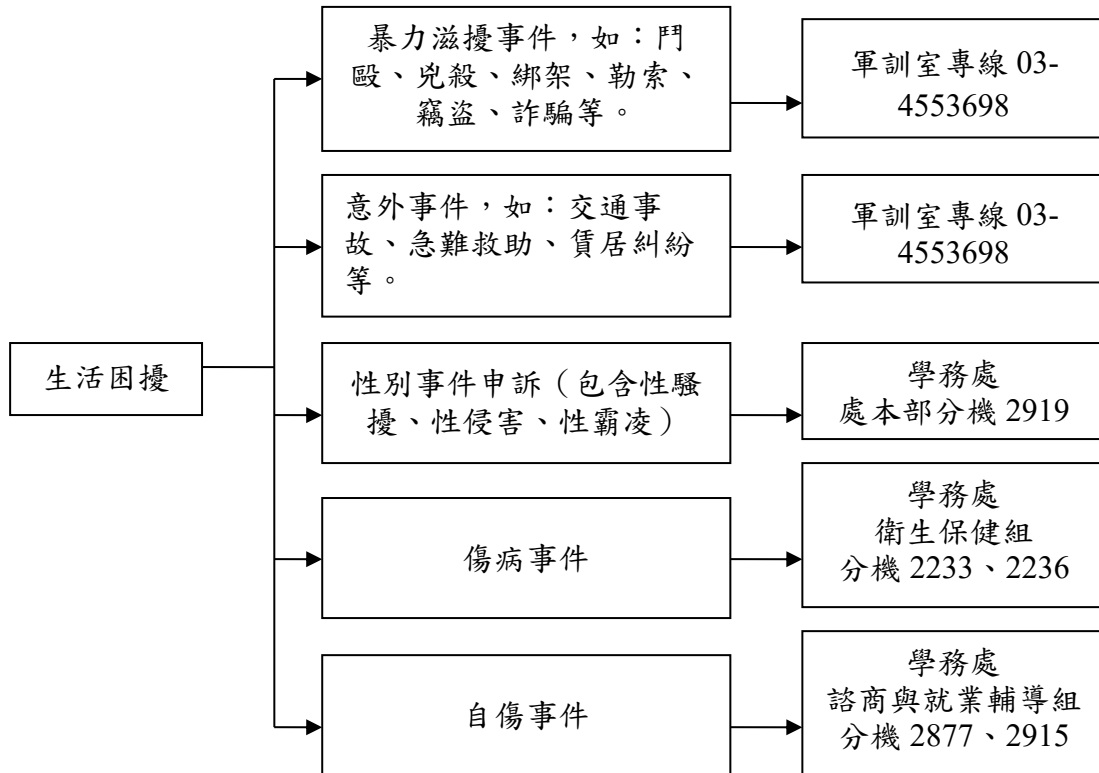 暴力滋擾事件，如：鬥
毆、兇殺、綁架、勒索、
竊盜、詐騙等。
軍訓室專線 03-
4553698
意外事件，如：交通事
故、急難救助、賃居糾紛
等。
軍訓室專線 03-
4553698
生活困擾
性別事件申訴（包含性騷
擾、性侵害、性霸凌）
學務處
處本部分機 2919
傷病事件
學務處
衛生保健組
分機 2233、2236
自傷事件
學務處
諮商與就業輔導組
分機 2877、2915